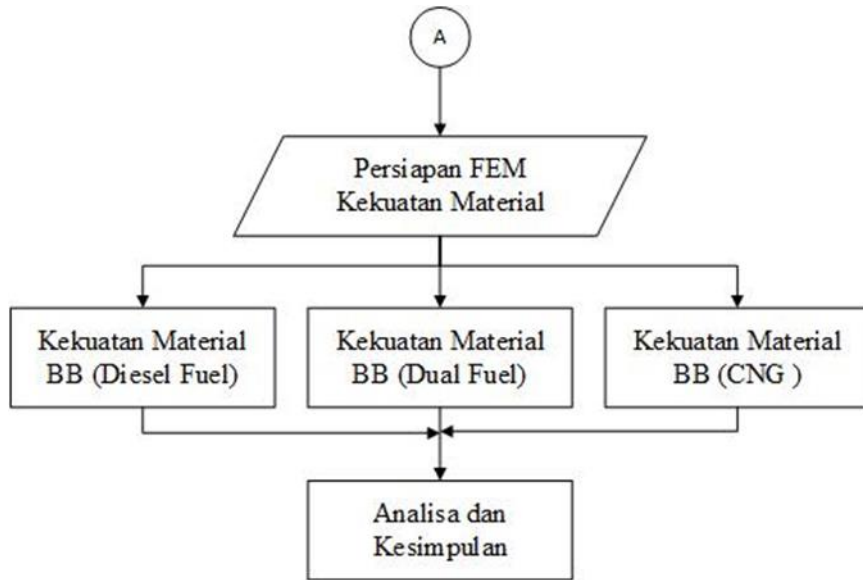 A
Persiapan FEM
Kekuatan Material
Kekuatan Material
BB (Diesel Fuel)
Kekuatan Material
BB (Dual Fuel)
Kekuatan Material
BB (CNG )
Analisa dan
Kesimpulan